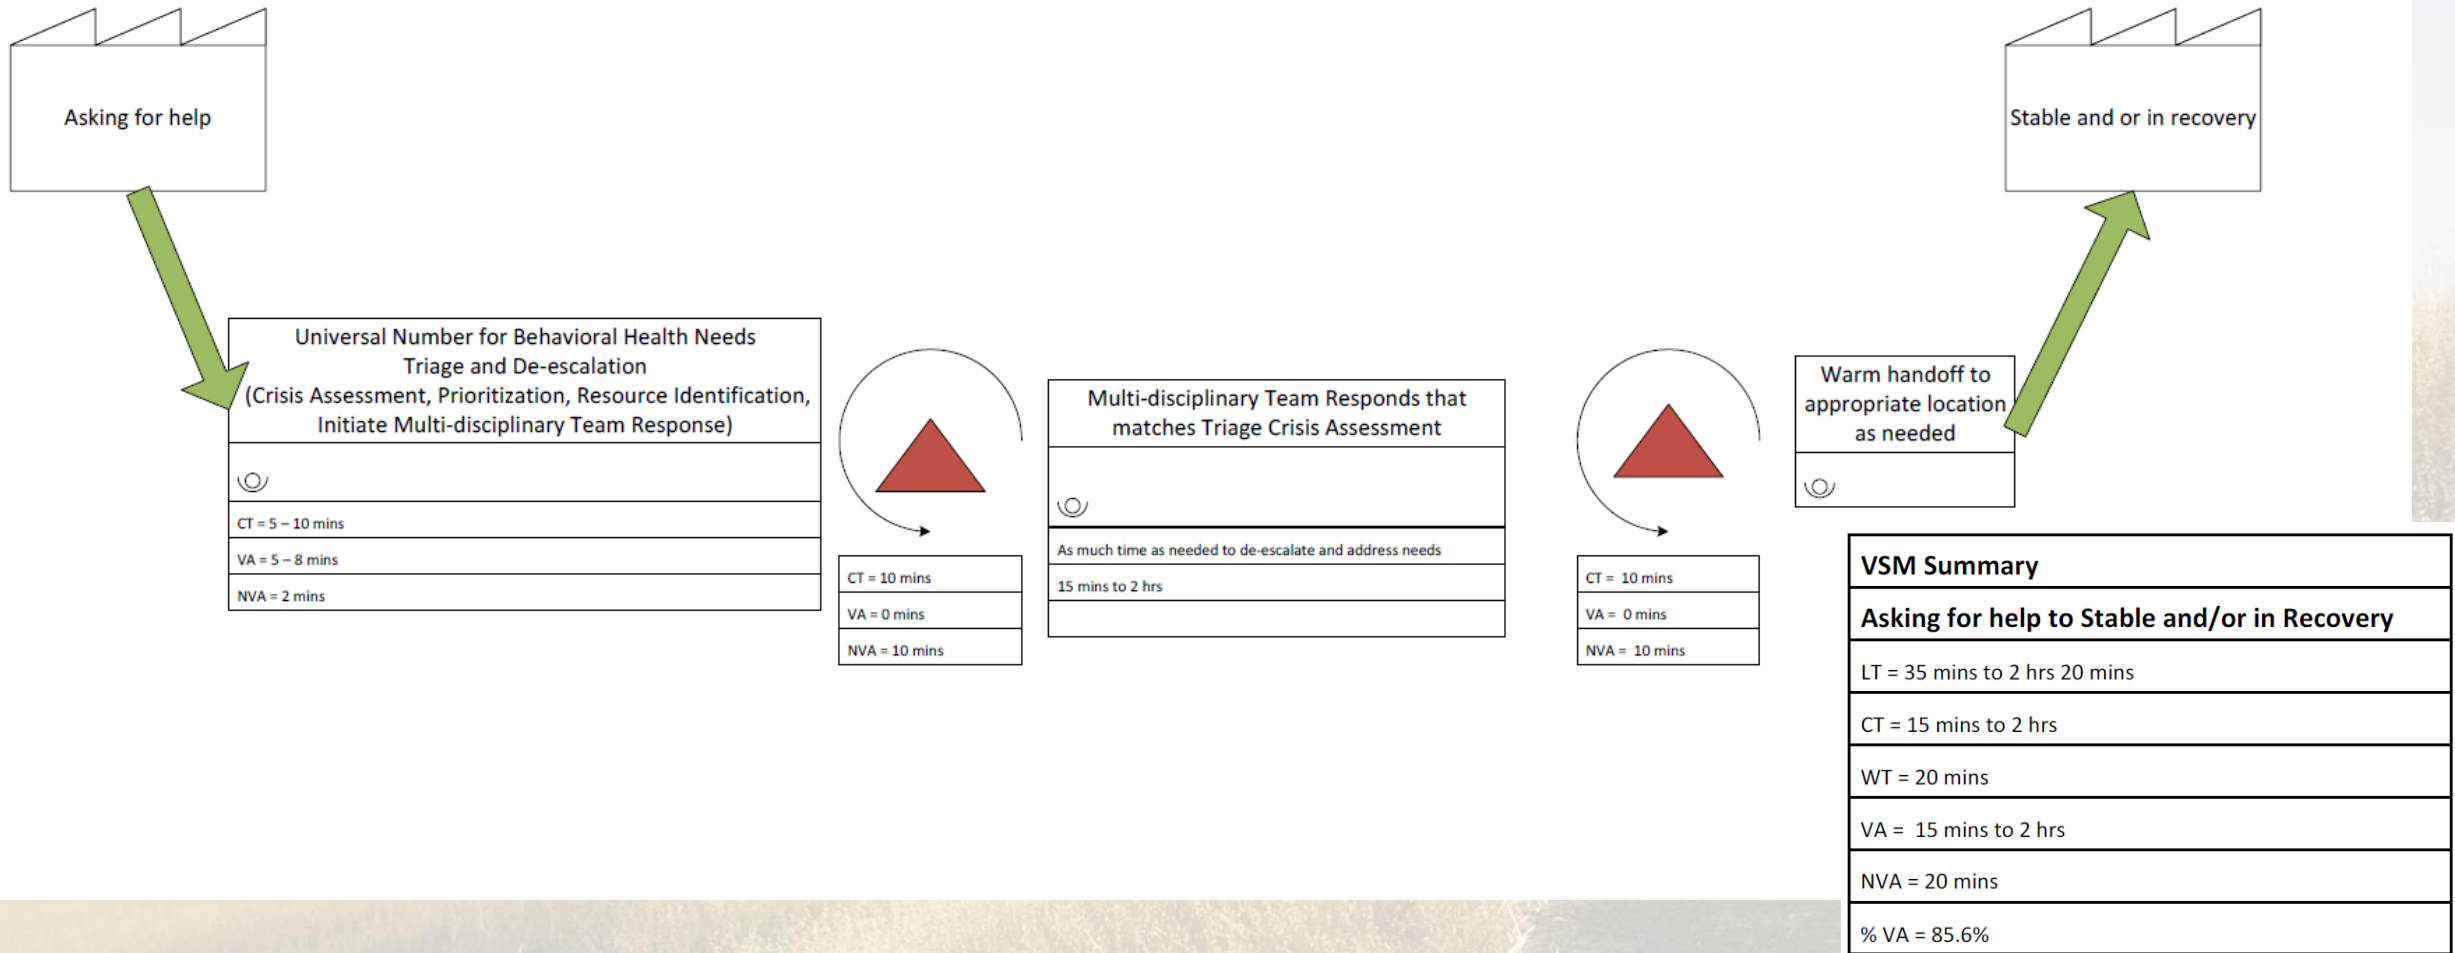 Asking for help
Stable and or in recovery
Universal Number for Behavioral Health Needs
Triage and De-escalation
(Crisis Assessment, Prioritization, Resource Identification,
Initiate Multi-disciplinary Team Response)
CT = 5 – 10 mins
VA = 5 – 8 mins
NVA = 2 mins
CT = 10 mins
VA = 0 mins
NVA = 10 mins
Multi-disciplinary Team Responds that
matches Triage Crisis Assessment
As much time as needed to de-escalate and address needs
15 mins to 2 hrs
CT =  10 mins
VA =  0 mins
NVA =  10 mins
Warm handoff to
appropriate location
as needed
VSM Summary
Asking for help to Stable and/or in Recovery
LT = 35 mins to 2 hrs 20 mins
CT = 15 mins to 2 hrs
WT = 20 mins
VA =  15 mins to 2 hrs
NVA = 20 mins
% VA = 85.6%